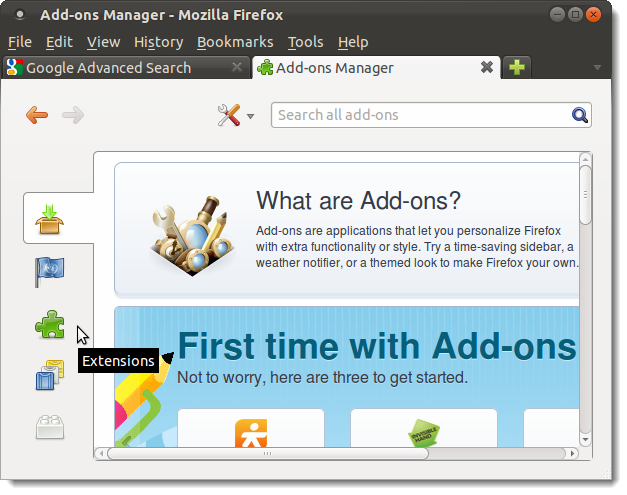 Add-ons Manager - Mozilla Firefox
File Edit View History Bookmarks Tools Help
Google Advanced Search
Add-ons Manager
Search all add-ons
What are Add-ons?
Add-ons are applications that let you personalize Firefox
with extra functionality or style. Try a time-saving sidebar, a
weather notifier, or a themed look to make Firefox your own.
Extensions
First time with Add-ons
Not to worry, here are three to get started.
INVISIBLE
HAND